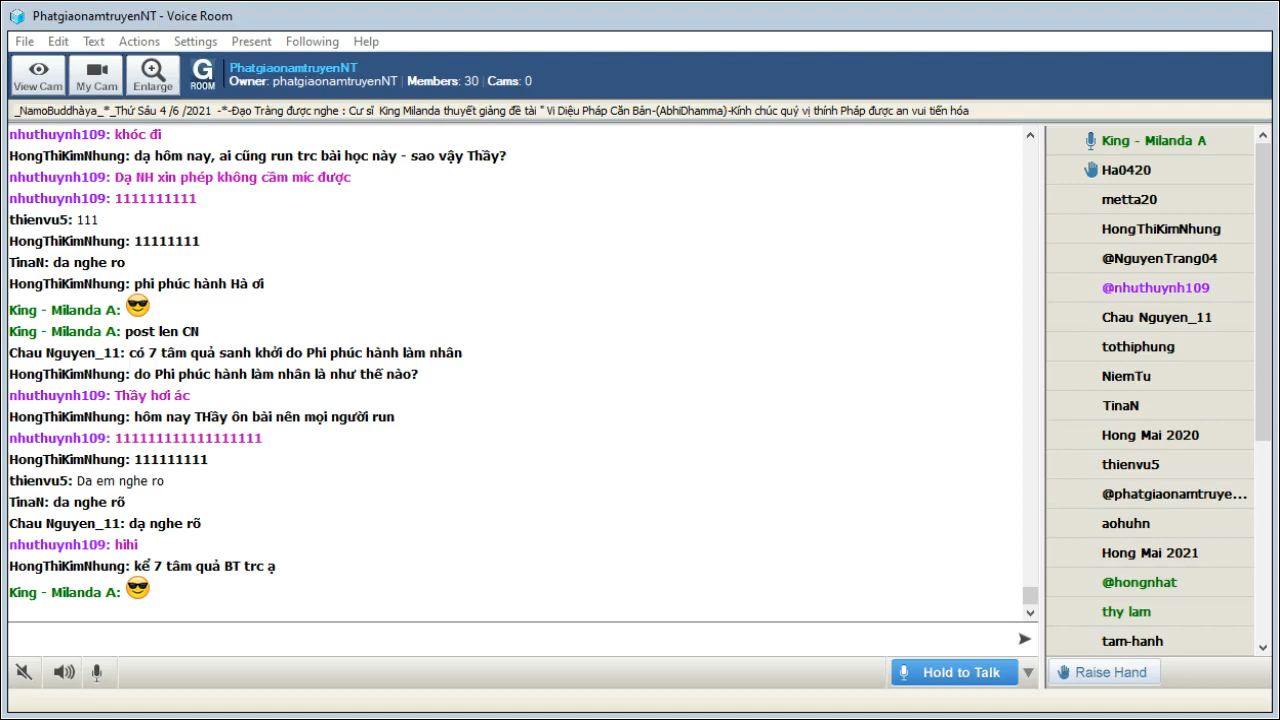 PhatgiaonamtruyenNT - Voice Room
File Edit Text Actions Settings Present Following Help
View Cam My Cam Enlarge G ROOM
PhatgiaonamtruyenNT
Owner: phatgiaonamtruyenNT | Members: 30 | Cams: 0
_NamoBuddhàya_*_Thứ Sáu 4 /6 /2021 -*-Đạo Tràng được nghe : Cư sĩ King Milanda thuyết giảng đề tài " Vi Diệu Pháp Căn Bản-(AbhiDhamma)-Kính chúc quý vị thính Pháp được an vui tiến hóa
nhuthuynh109: khóc đi
HongThiKimNhung: dạ hôm nay, ai cũng run trc bài học này - sao vậy Thầy?
nhuthuynh109: Dạ NH xin phép không cầm míc được
nhuthuynh109: 1111111111
thienvu5: 111
HongThiKimNhung: 11111111
TinaN: da nghe ro
HongThiKimNhung: phi phúc hành Hà ơi
King - Milanda A:
King - Milanda A: post len CN
Chau Nguyen_11: có 7 tâm quả sanh khởi do Phi phúc hành làm nhân
HongThiKimNhung: do Phi phúc hành làm nhân là như thế nào?
nhuthuynh109: Thầy hơi ác
HongThiKimNhung: hôm nay THầy ôn bài nên mọi người run
nhuthuynh109: 111111111111111111
HongThiKimNhung: 111111111
thienvu5: Da em nghe ro
TinaN: da nghe rõ
Chau Nguyen_11: dạ nghe rõ
nhuthuynh109: hihi
HongThiKimNhung: kể 7 tâm quả BT trc ạ
King - Milanda A:
King - Milanda A
Ha0420
metta20
HongThiKimNhung
@NguyenTrang04
@nhuthuynh109
Chau Nguyen_11
tothiphung
NiemTu
TinaN
Hong Mai 2020
thienvu5
@phatgiaonamtruye...
aohuhn
Hong Mai 2021
@hongnhat
thy lam
tam-hanh
Hold to Talk
Raise Hand